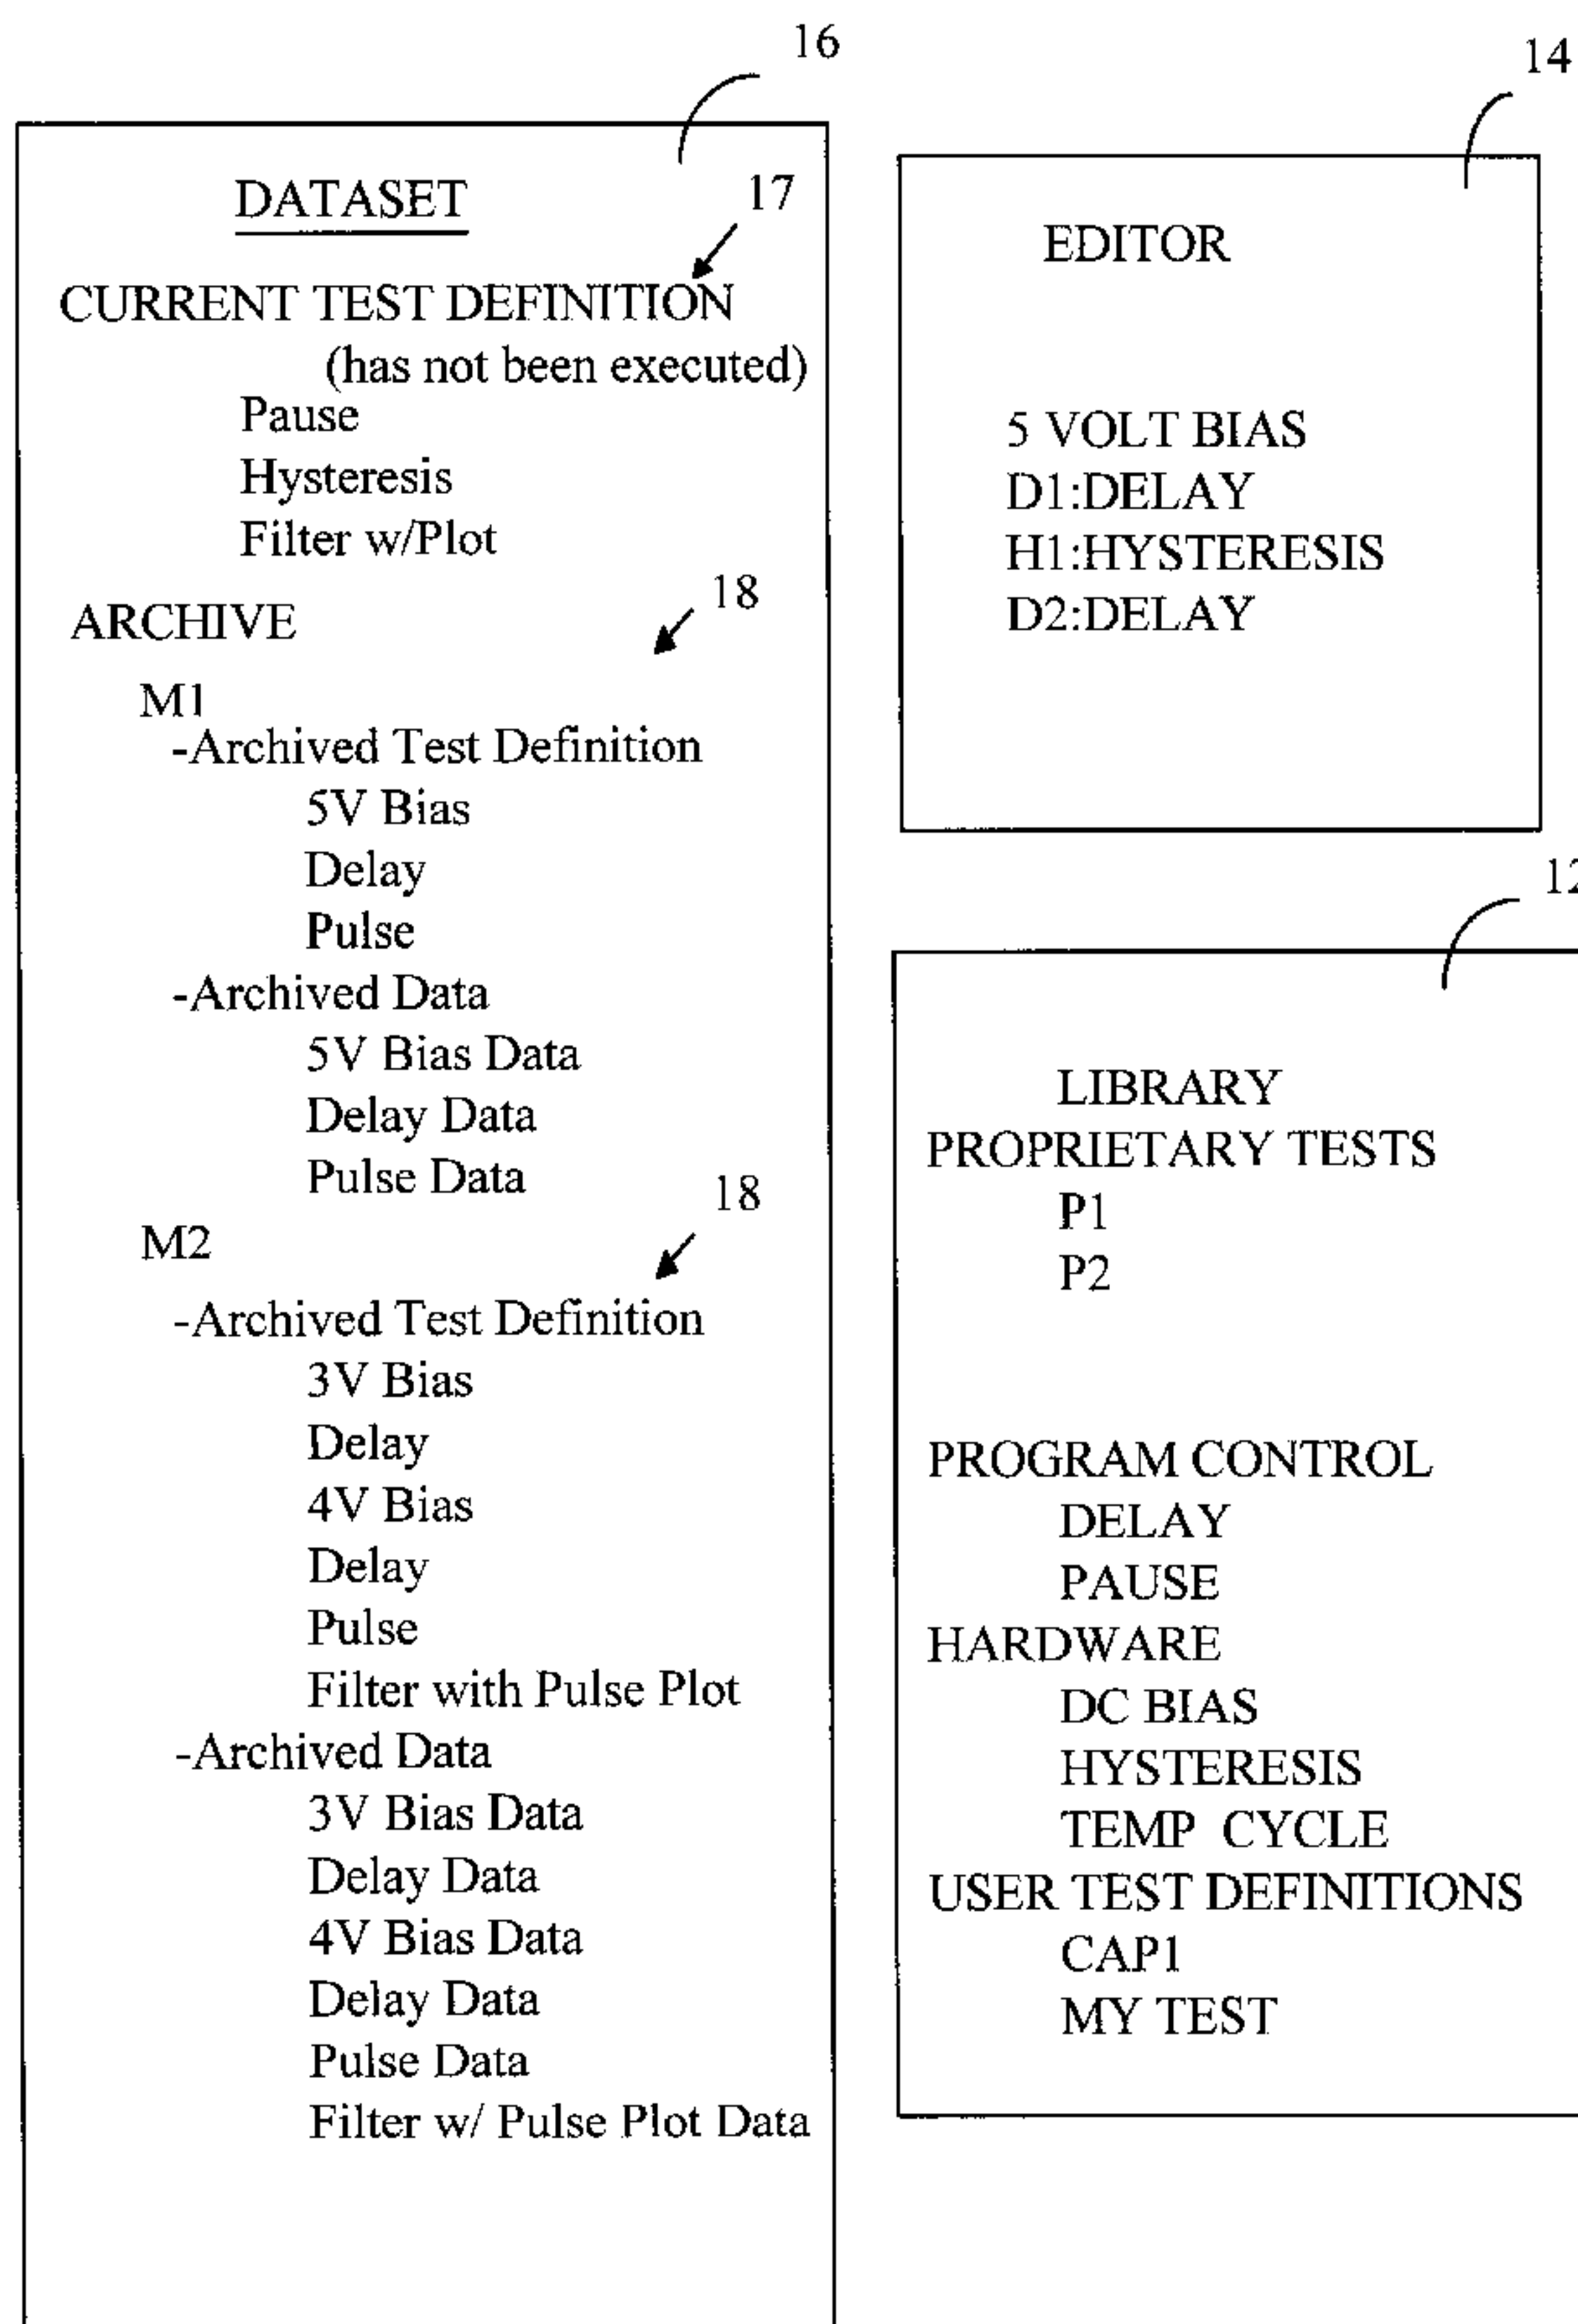 16
DATASET
17
CURRENT TEST DEFINITION
(has not been executed)
Pause
Hysteresis
Filter w/Plot
ARCHIVE
18
M1
-Archived Test Definition
5V Bias
Delay
Pulse
-Archived Data
5V Bias Data
Delay Data
Pulse Data
18
M2
-Archived Test Definition
3V Bias
Delay
4V Bias
Delay
Pulse
Filter with Pulse Plot
-Archived Data
3V Bias Data
Delay Data
4V Bias Data
Delay Data
Pulse Data
Filter w/ Pulse Plot Data
14
EDITOR
5 VOLT BIAS
D1:DELAY
H1:HYSTERESIS
D2:DELAY
12
LIBRARY
PROPRIETARY TESTS
P1
P2
PROGRAM CONTROL
DELAY
PAUSE
HARDWARE
DC BIAS
HYSTERESIS
TEMP CYCLE
USER TEST DEFINITIONS
CAP1
MY TEST